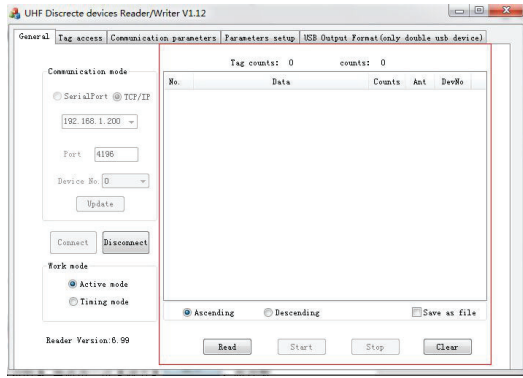 UHF Discrecte devices Reader/Writer V1.12
General Tag access Communication parameters Parameters setup USB Output Format(only double usb device)
Communication mode
SerialPort TCP/IP
192.168.1.200
Port 4196
Device No. 0
Update
Connect Disconnect
Work mode
Active mode
Timing mode
Reader Version:6.99
Tag counts: 0 counts: 0
No. Data Counts Ant DevNo
Ascending Descending Save as file
Read Start Stop Clear